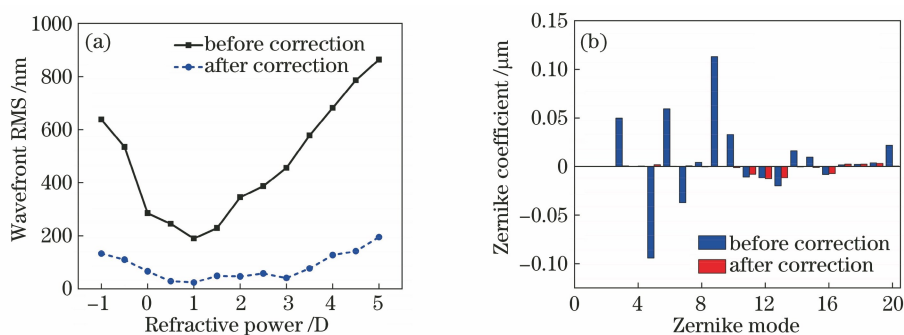 (a)
before correction
after correction
Wavefront RMS /nm
1000
800
600
400
200
0
−1 0 1 2 3 4 5
Refractive power /D
(b)
Zernike coefficient /μm
0.15
0.10
0.05
0
−0.05
−0.10
before correction
after correction
0 4 8 12 16 20
Zernike mode